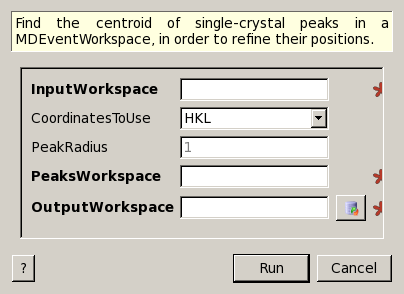 Find the centroid of single-crystal peaks in a
MDEventWorkspace, in order to refine their positions.
InputWorkspace
CoordinatesToUse HKL
PeakRadius 1
PeaksWorkspace
OutputWorkspace
? Run Cancel